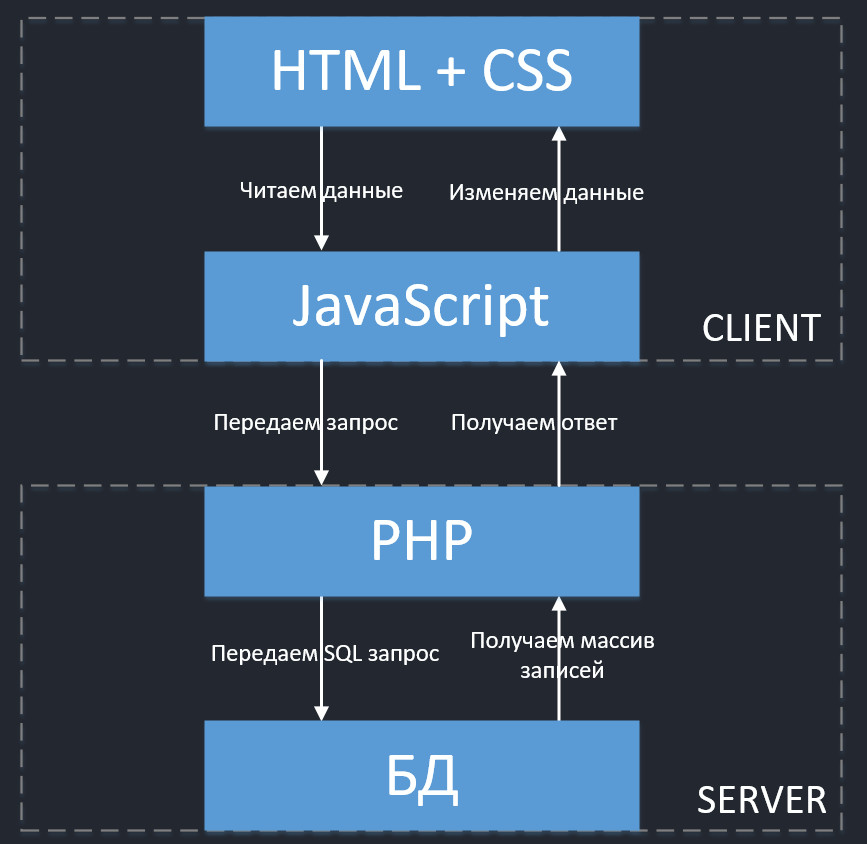 HTML + CSS
Читаем данные
Изменяем данные
JavaScript
CLIENT
Передаем запрос
Получаем ответ
PHP
Передаем SQL запрос
Получаем массив
записей
БД
SERVER